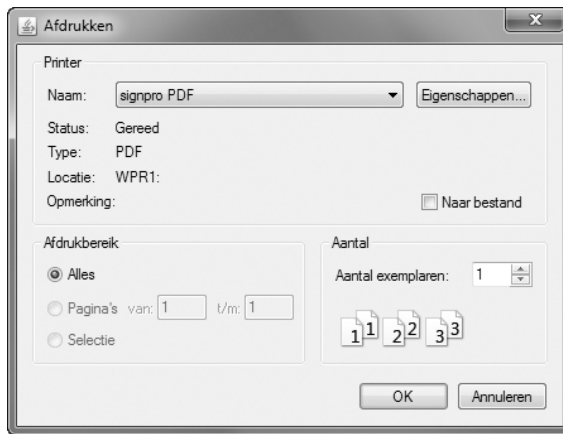 Afdrukken
Printer
Naam: signpro PDF Eigenschappen...
Status: Gereed
Type: PDF
Locatie: WPR1:
Opmerking: Naar bestand
Afdrukbereik
Alles
Pagina's van: 1 t/m: 1
Selectie
Aantal
Aantal exemplaren: 1
1 1 2 2 3 3
OK Annuleren